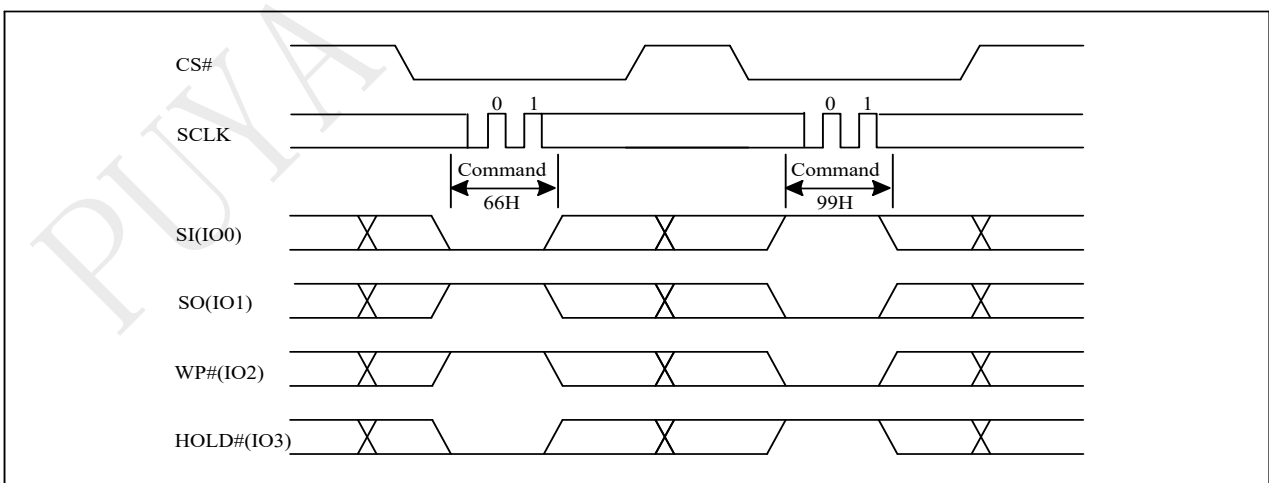 PUYA
CS#
0 1 0 1
SCLK
Command Command
66H 99H
SI(IO0)
SO(IO1)
WP#(IO2)
HOLD#(IO3)